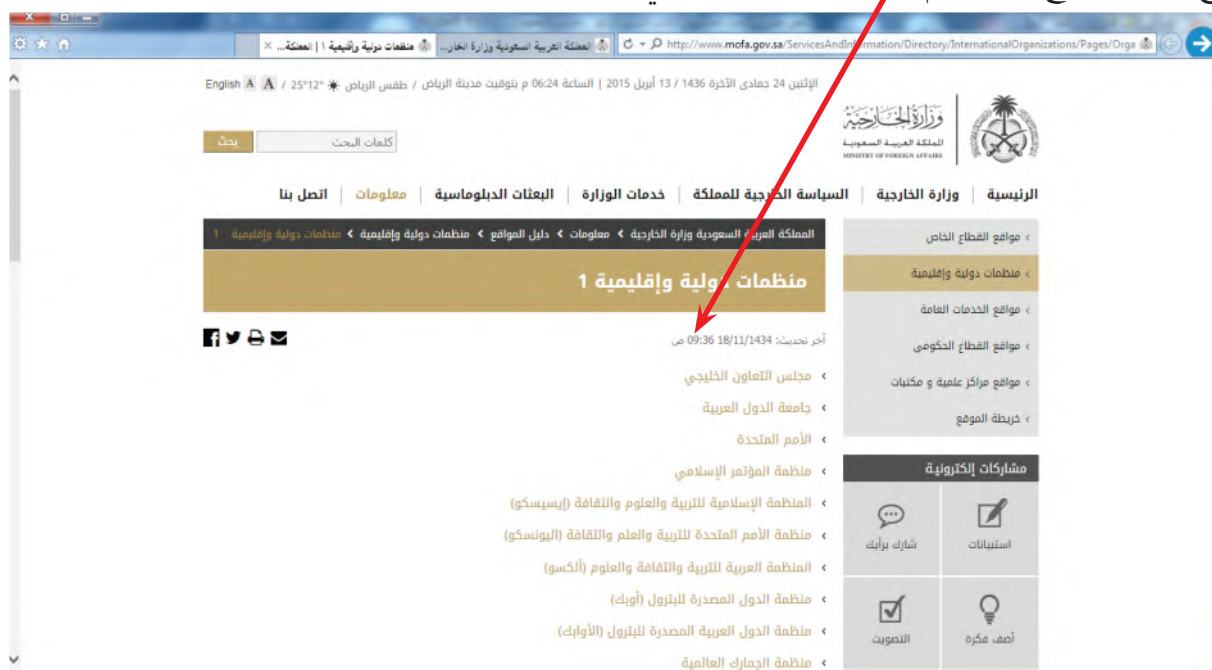 http://www.mofa.gov.sa/ServicesAndInformation/Directory/InternationalOrganizations/Pages/Orga
المملكة العربية السعودية وزارة الخار...
منظمات دولية وإقليمية ١ | المملكة...
الإثنين 24 جمادى الآخرة 1436 / 13 أبريل 2015 | الساعة 06:24 م بتوقيت مدينة الرياض / طقس الرياض 25°12° / A A English
وزارة الخارجية
المملكة العربية السعودية
MINISTRY OF FOREIGN AFFAIRS
كلمات البحث
بحث
الرئيسية | وزارة الخارجية | السياسة الخارجية للمملكة | خدمات الوزارة | البعثات الدبلوماسية | معلومات | اتصل بنا
المملكة العربية السعودية وزارة الخارجية › معلومات › دليل المواقع › منظمات دولية وإقليمية › منظمات دولية وإقليمية 1
منظمات دولية وإقليمية 1
آخر تحديث: 18/11/1434 09:36 ص
› مجلس التعاون الخليجي
› جامعة الدول العربية
› الأمم المتحدة
› منظمة المؤتمر الإسلامي
› المنظمة الإسلامية للتربية والعلوم والثقافة (إيسيسكو)
› منظمة الأمم المتحدة للتربية والعلم والثقافة (اليونسكو)
› المنظمة العربية للتربية والثقافة والعلوم (ألكسو)
› منظمة الدول المصدرة للبترول (أوبك)
› منظمة الدول العربية المصدرة للبترول (الأوابك)
› منظمة الجمارك العالمية
› مواقع القطاع الخاص
› منظمات دولية وإقليمية
› مواقع الخدمات العامة
› مواقع القطاع الحكومى
› مواقع مراكز علمية و مكتبات
› خريطة الموقع
مشاركات إلكترونية
استبيانات
شارك برأيك
أضف فكرة
التصويت